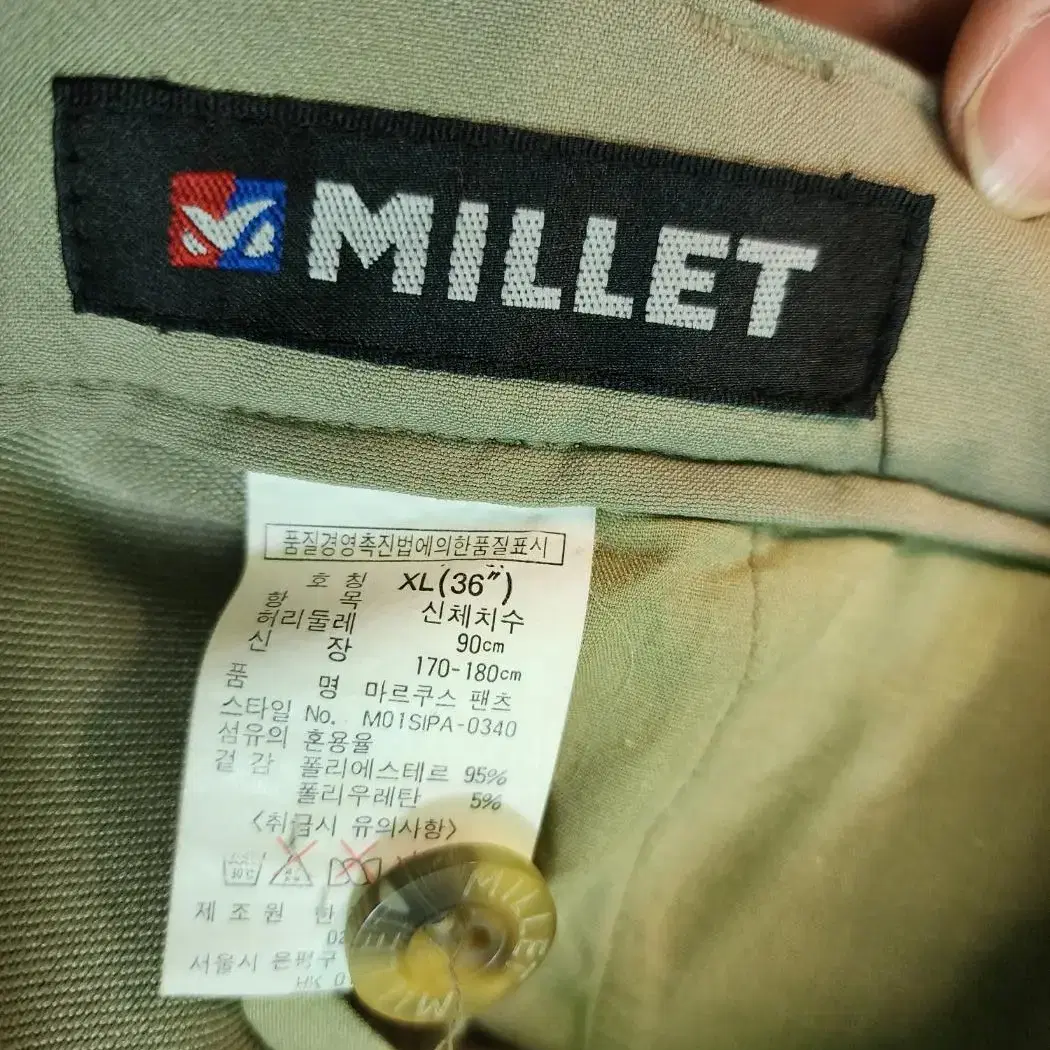 MILLET
품질경영촉진법에의한품질표시
호 칭 XL(36")
항 목 신체치수
허리둘레 90cm
신 장 170-180cm
품 명 마르쿠스 팬츠
스타일 No. M01SIPA-0340
섬유의 혼용율
겉 감 폴리에스테르 95%
폴리우레탄 5%
<취급시 유의사항>
제 조 원 한
02
서울시 은평구
MILLET